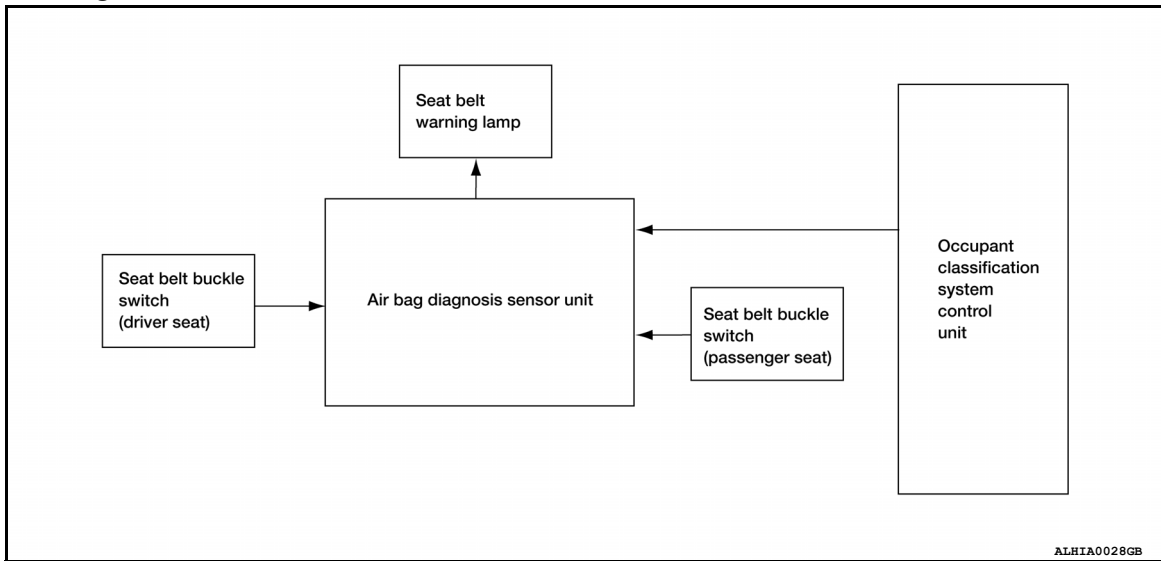 Seat belt
warning lamp
Seat belt buckle
switch
(driver seat)
Air bag diagnosis sensor unit
Seat belt buckle
switch
(passenger seat)
Occupant
classification
system
control
unit
ALHIA0028GB